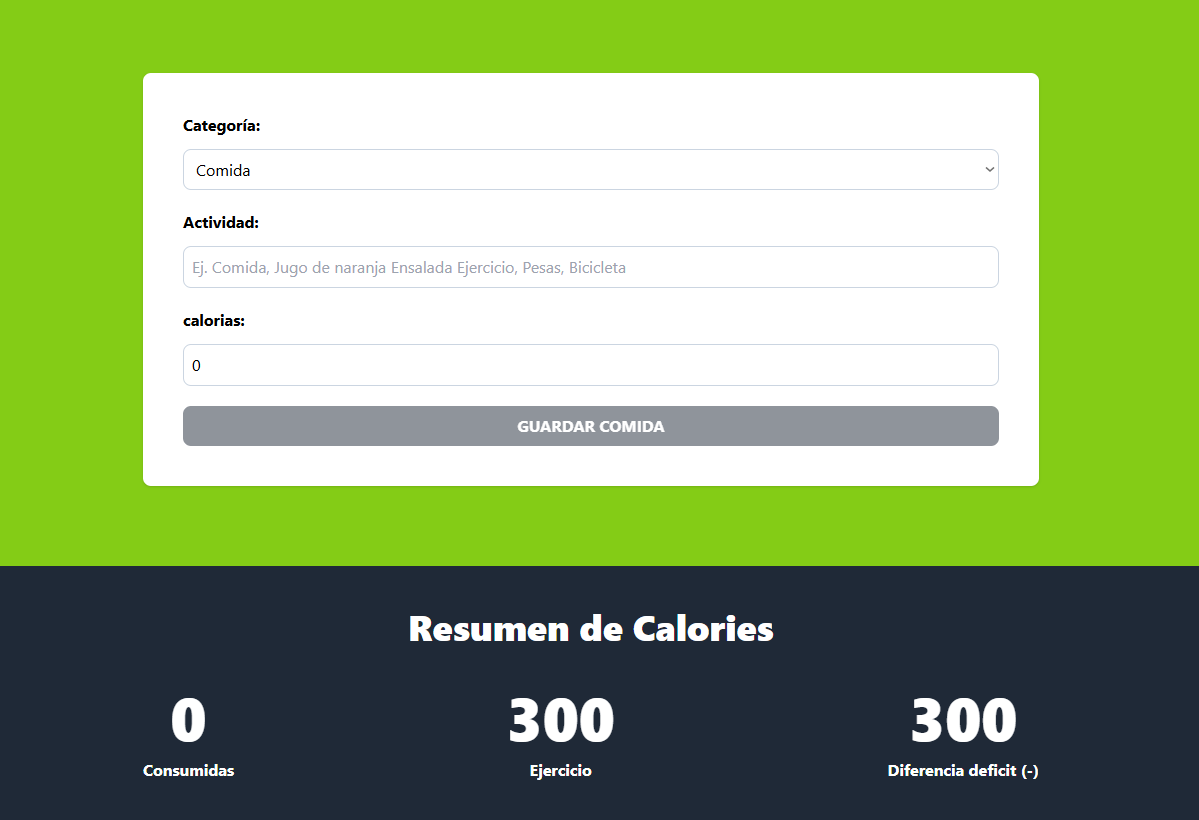 Categoría:
Comida
Actividad:
Ej. Comida, Jugo de naranja Ensalada Ejercicio, Pesas, Bicicleta
calorias:
0
GUARDAR COMIDA
Resumen de Calories
0 300 300
Consumidas Ejercicio Diferencia deficit (-)